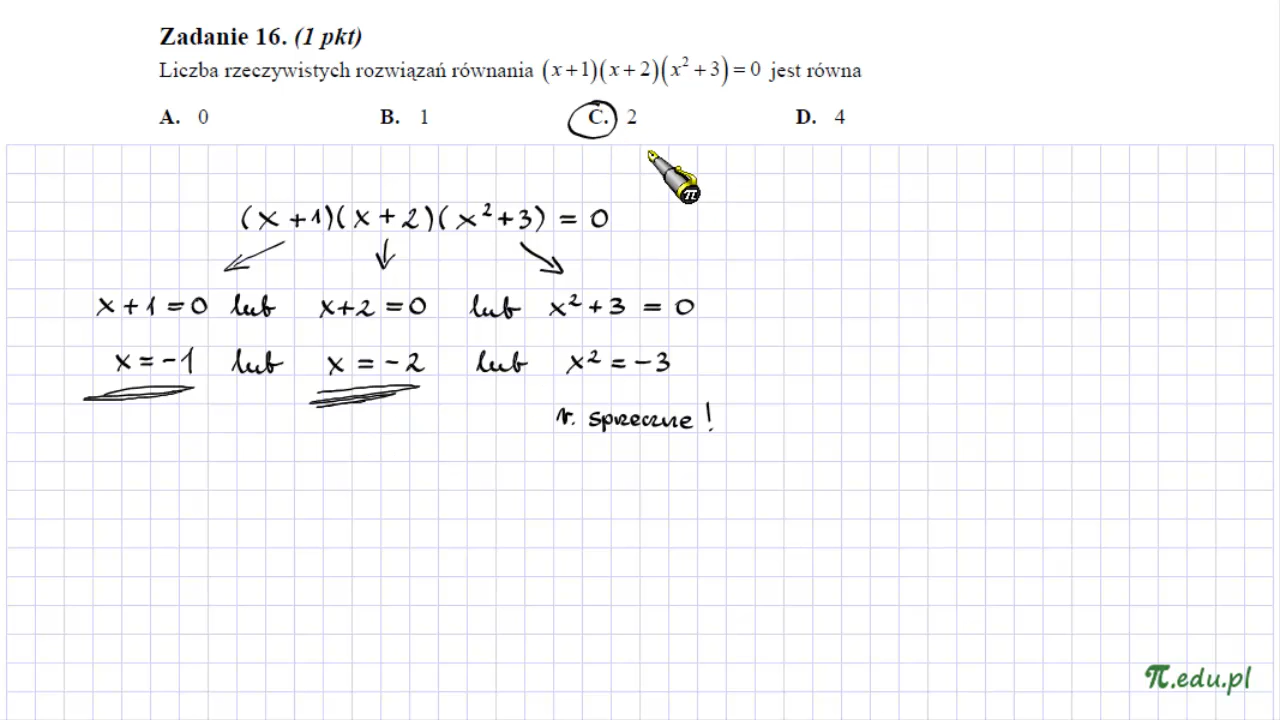 Zadanie 16. (1 pkt)
Liczba rzeczywistych rozwiązań równania (x+1)(x+2)(x²+3)=0 jest równa
A. 0 B. 1 C. 2 D. 4
π
(x+1)(x+2)(x²+3) = 0
x+1=0 lub x+2=0 lub x²+3=0
x=-1 lub x=-2 lub x²=-3
r. sprzeczne!
π.edu.pl